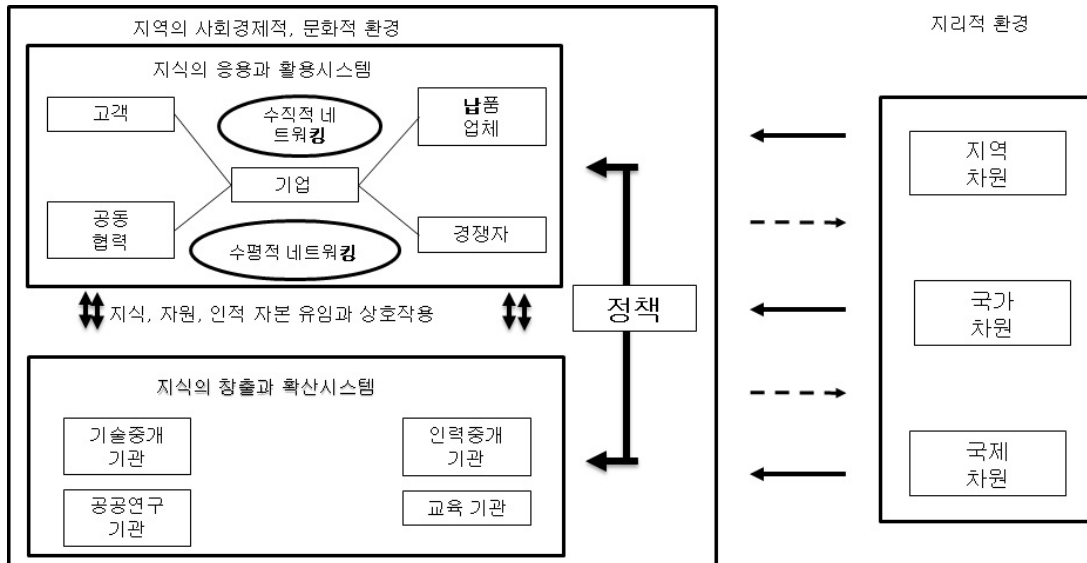 지역의 사회경제적, 문화적 환경
지리적 환경
지식의 응용과 활용시스템
고객
수직적 네
트워킹
납품
업체
기업
공동
협력
수평적 네트워킹
경쟁자
지식, 자원, 인적 자본 유임과 상호작용
정책
지식의 창출과 확산시스템
기술중개
기관
인력중개
기관
공공연구
기관
교육 기관
지역
차원
국가
차원
국제
차원